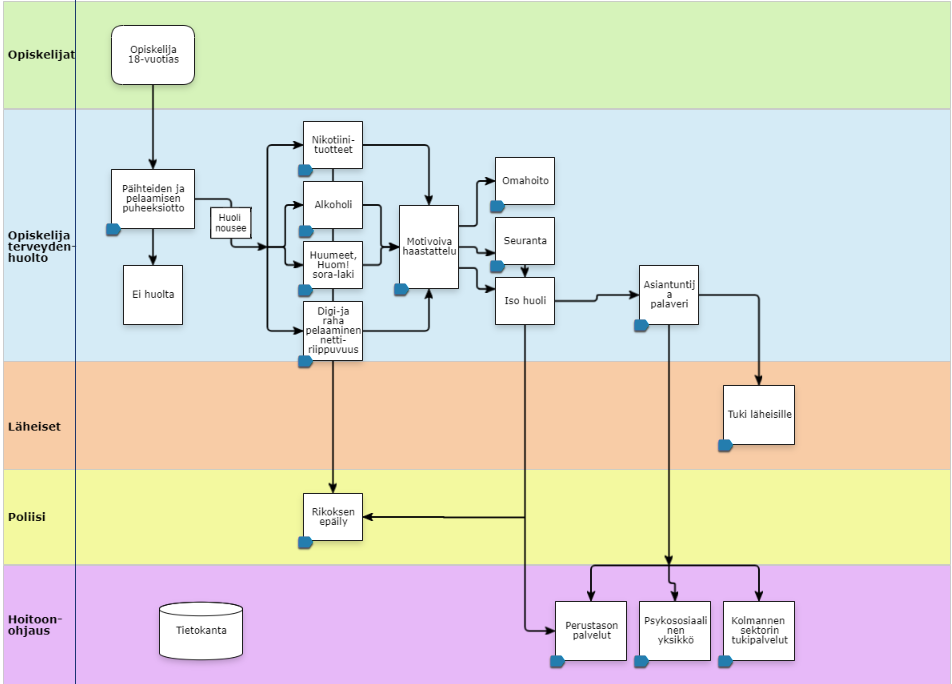 Opiskelijat
Opiskelija
18-vuotias
Opiskelija
terveyden-
huolto
Päihteiden ja
pelaamisen
puheeksiotto
Huoli
nousee
Ei huolta
Nikotiini-
tuotteet
Alkoholi
Huumeet,
Huom!
sora-laki
Digi-ja
raha
pelaaminen
netti-
riippuvuus
Motivoiva
haastattelu
Omahoito
Seuranta
Iso huoli
Asiantuntij
a
palaveri
Läheiset
Tuki läheisille
Poliisi
Rikoksen
epäily
Hoitoon-
ohjaus
Tietokanta
Perustason
palvelut
Psykososiaali
nen
yksikkö
Kolmannen
sektorin
tukipalvelut